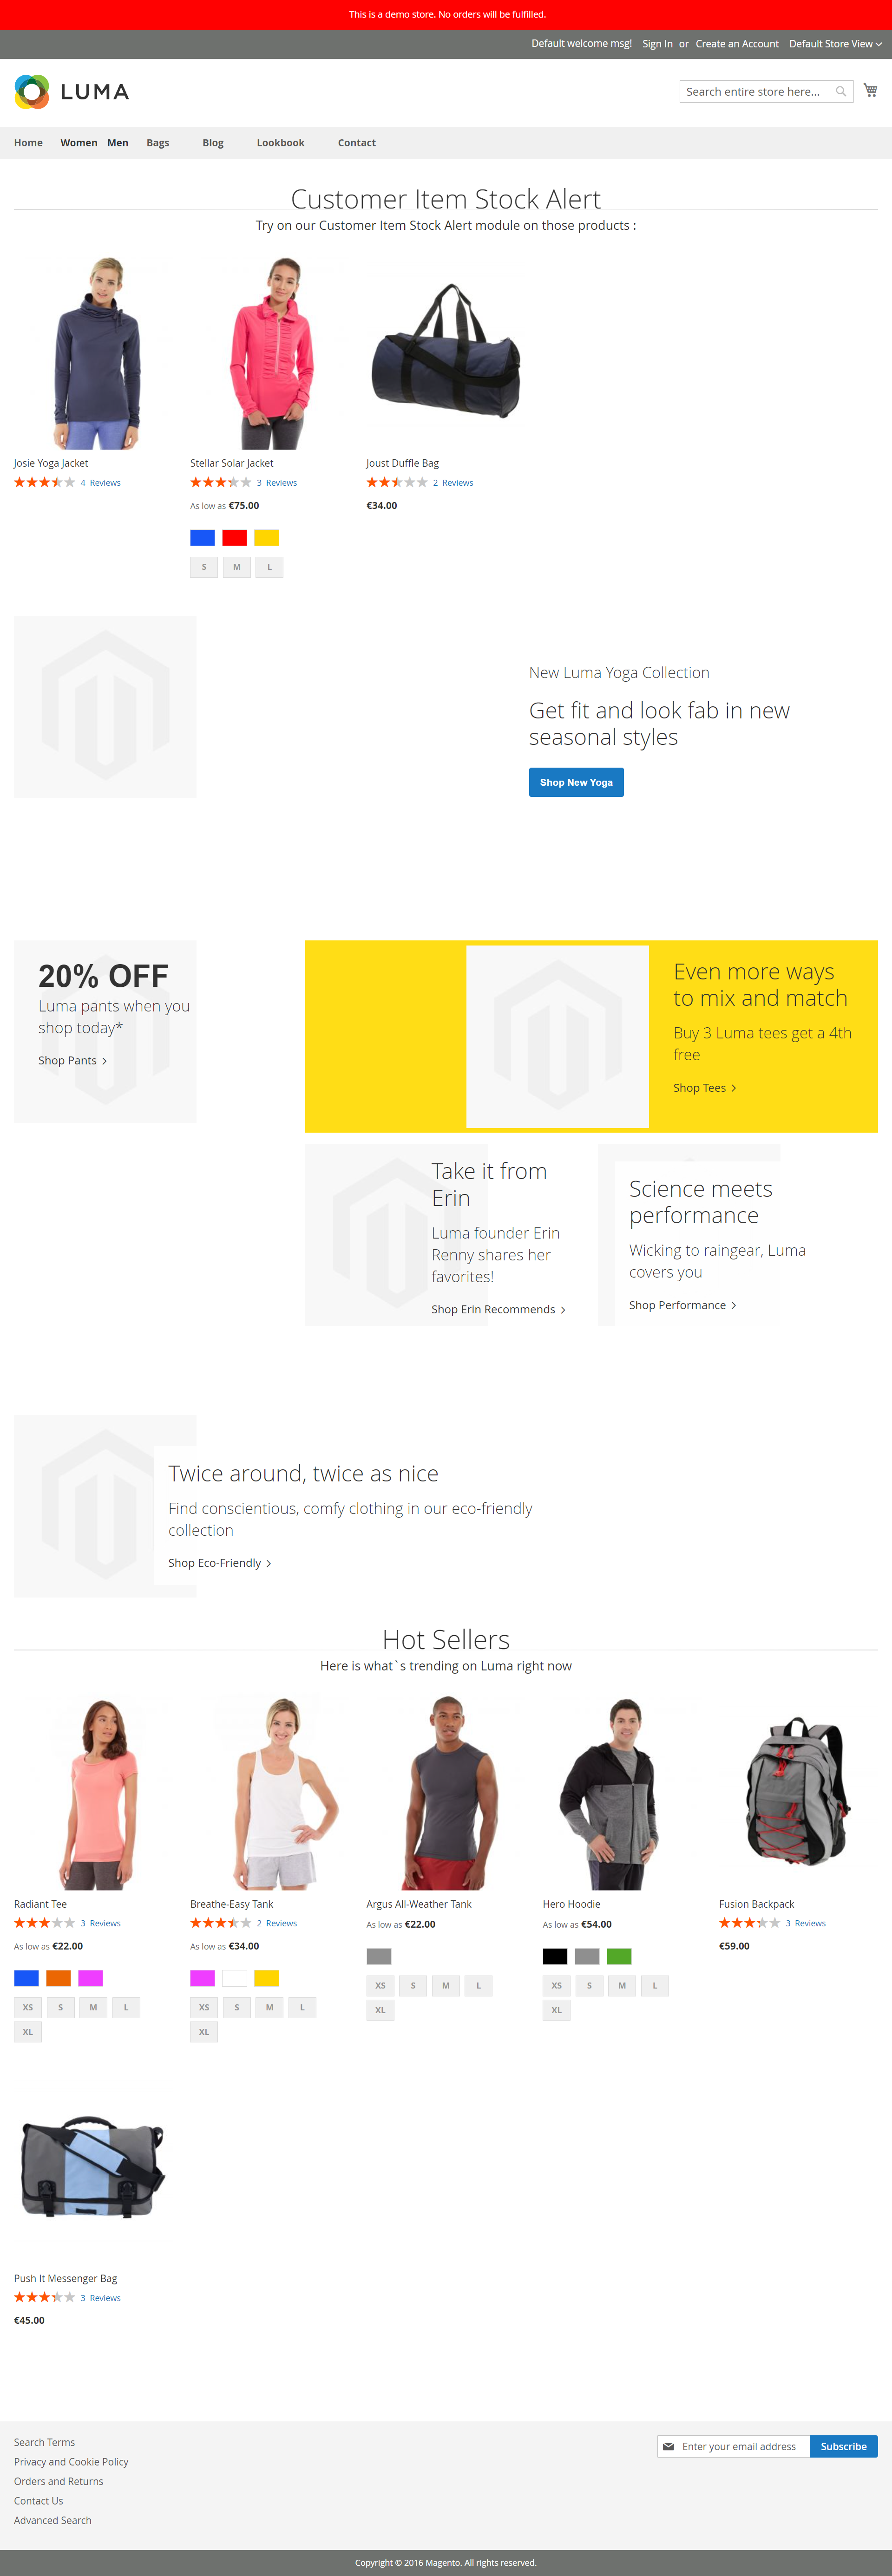 This is a demo store. No orders will be fulfilled.
Default welcome msg! Sign In or Create an Account Default Store View
LUMA
Search entire store here...
Home Women Men Bags Blog Lookbook Contact
Customer Item Stock Alert
Try on our Customer Item Stock Alert module on those products :
Josie Yoga Jacket
4 Reviews
Stellar Solar Jacket
3 Reviews
As low as €75.00
S M L
Joust Duffle Bag
2 Reviews
€34.00
New Luma Yoga Collection
Get fit and look fab in new
seasonal styles
Shop New Yoga
20% OFF
Luma pants when you
shop today*
Shop Pants
Even more ways
to mix and match
Buy 3 Luma tees get a 4th
free
Shop Tees
Take it from
Erin
Luma founder Erin
Renny shares her
favorites!
Shop Erin Recommends
Science meets
performance
Wicking to raingear, Luma
covers you
Shop Performance
Twice around, twice as nice
Find conscientious, comfy clothing in our eco-friendly
collection
Shop Eco-Friendly
Hot Sellers
Here is what`s trending on Luma right now
Radiant Tee
3 Reviews
As low as €22.00
XS S M L
XL
Breathe-Easy Tank
2 Reviews
As low as €34.00
XS S M L
XL
Argus All-Weather Tank
As low as €22.00
XS S M L
XL
Hero Hoodie
As low as €54.00
XS S M L
XL
Fusion Backpack
3 Reviews
€59.00
Push It Messenger Bag
3 Reviews
€45.00
Search Terms
Privacy and Cookie Policy
Orders and Returns
Contact Us
Advanced Search
Enter your email address Subscribe
Copyright © 2016 Magento. All rights reserved.